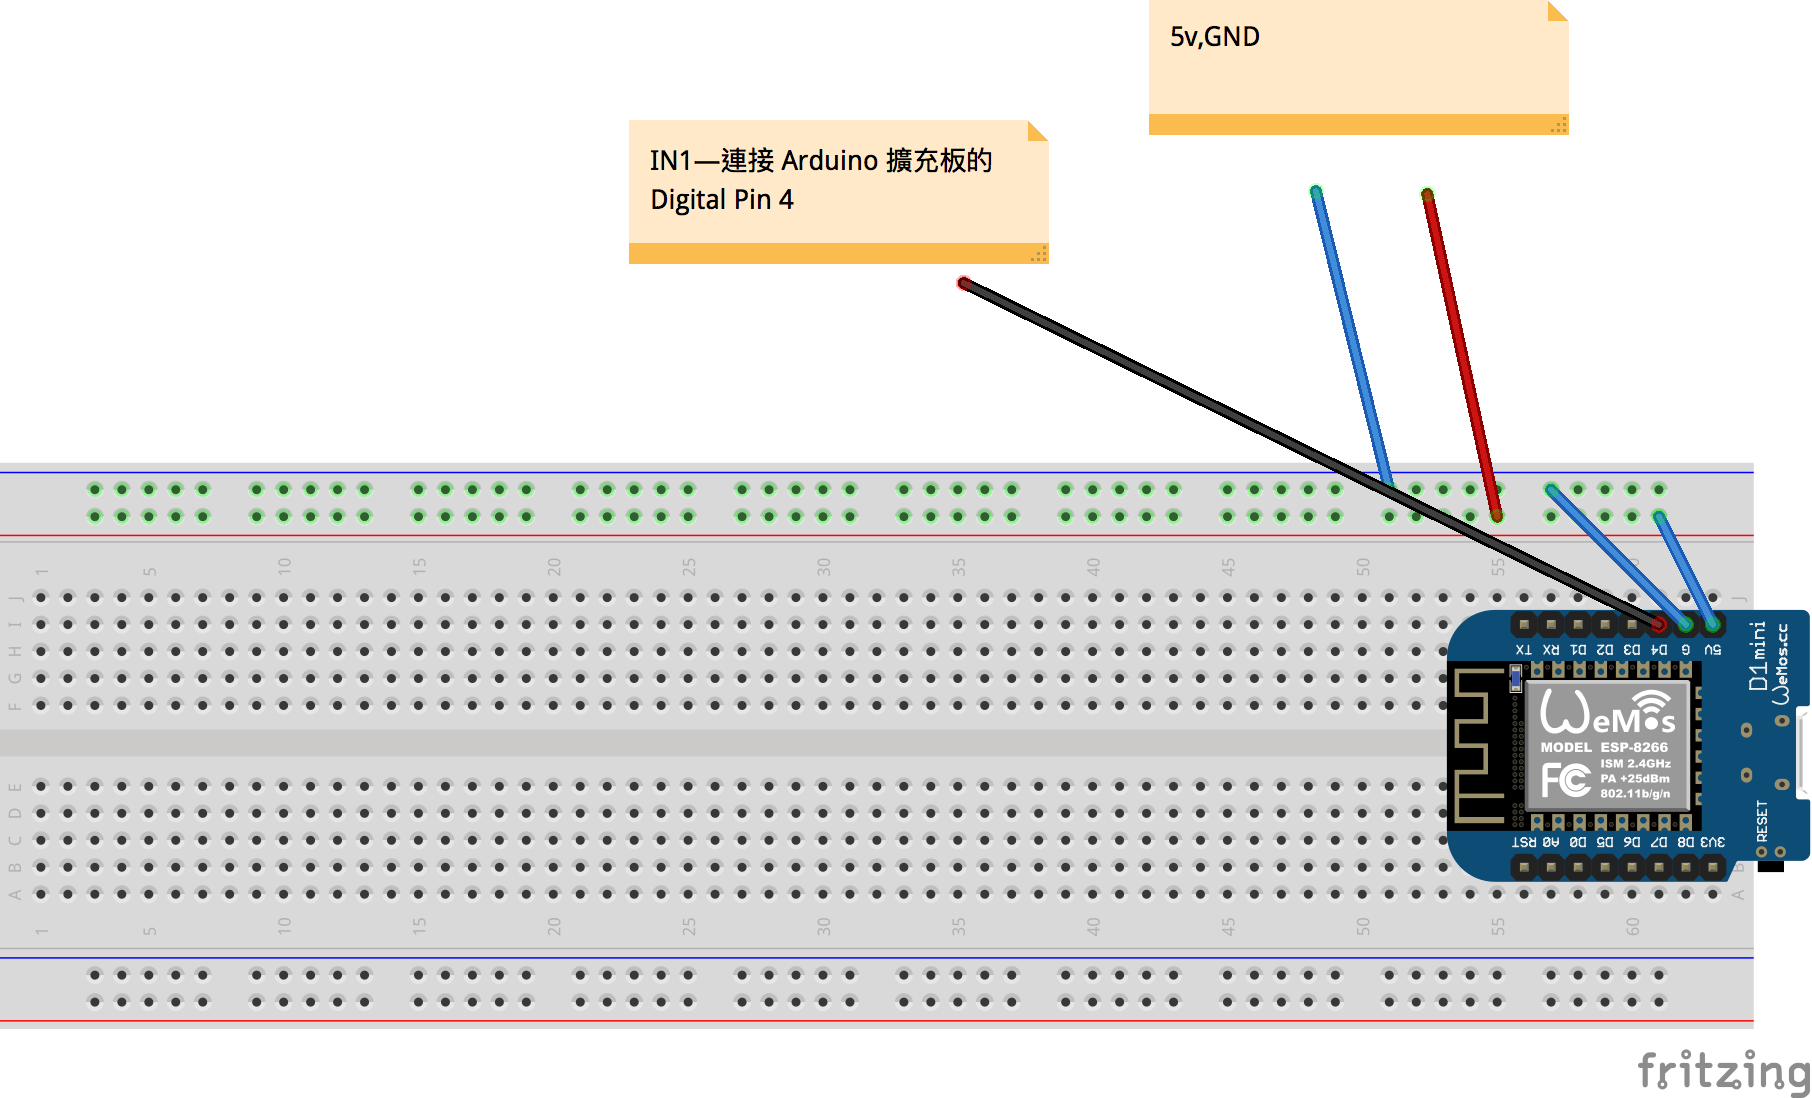 5v,GND
IN1—連接 Arduino 擴充板的
Digital Pin 4
1 5 10 15 20 25 30 35 40 45 50 55
J J
I
H
G
F
TX RX D1 D2 D3 D4 G 5V
D1 mini
WeMos.cc
WeMos
MODEL ESP-8266
ISM 2.4GHz
PA +25dBm
802.11b/g/n
FC
RESET
RST A0 D0 D5 D6 D7 D8 3V3
E
D
C
B B
A A
1 5 10 15 20 25 30 35 40 45 50 55 60
fritzing